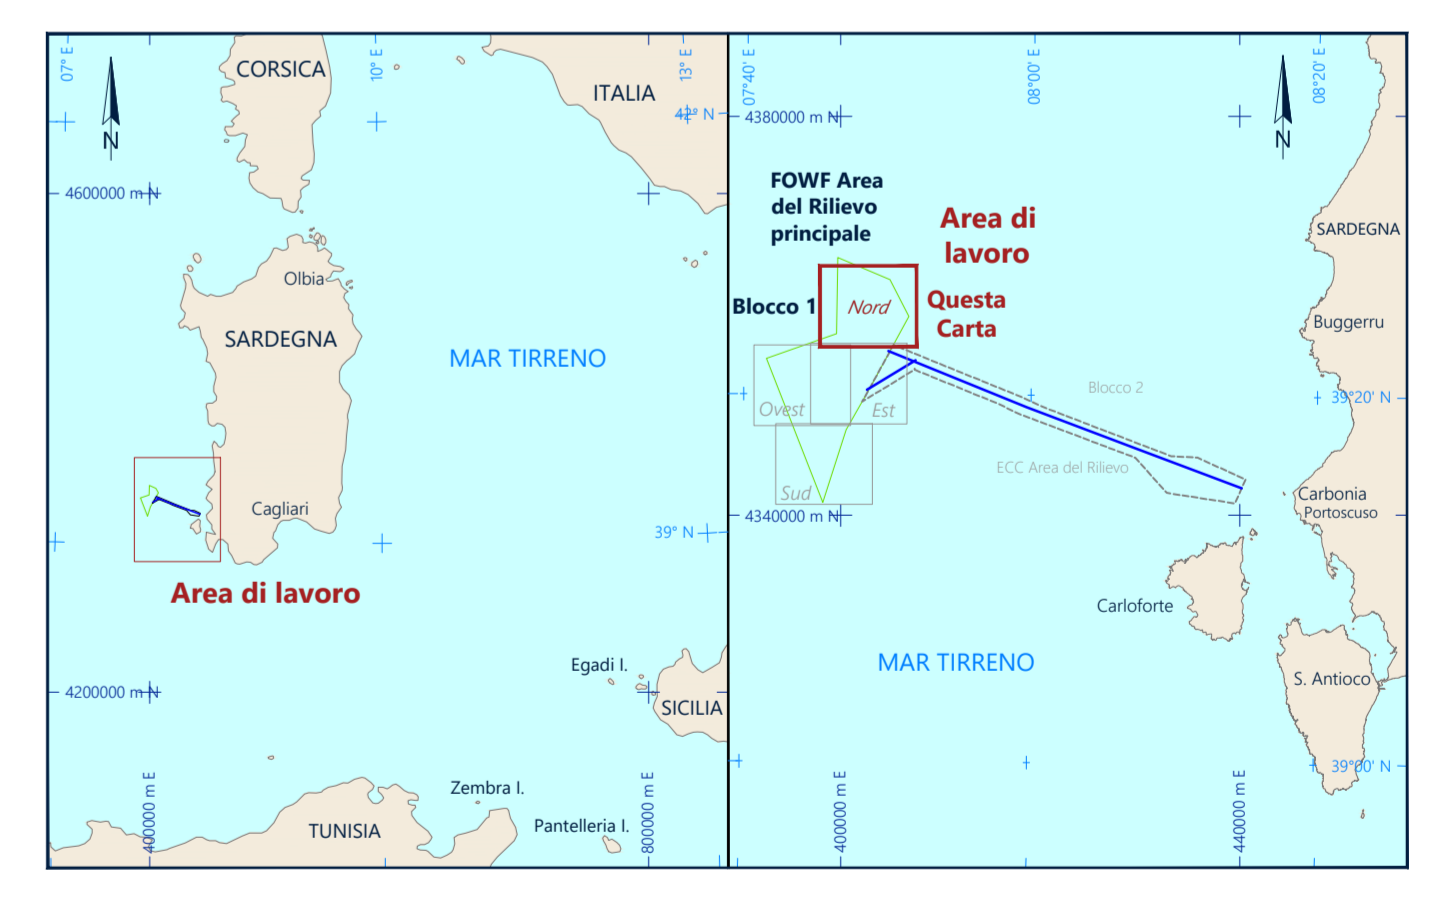 07° E
10° E
13° E
CORSICA
ITALIA
42° N
N
4600000 m N
Olbia
SARDEGNA
MAR TIRRENO
Cagliari
39° N
Area di lavoro
Egadi I.
4200000 m N
SICILIA
400000 m E
800000 m E
Zembra I.
Pantelleria I.
TUNISIA
07°40' E
08°00' E
08°20' E
4380000 m N
N
FOWF Area
del Rilievo
principale
Area di
lavoro
SARDEGNA
Blocco 1
Nord
Questa
Carta
Buggerru
Blocco 2
39°20' N
Ovest
Est
ECC Area del Rilievo
Sud
Carbonia
Portoscuso
4340000 m N
Carloforte
MAR TIRRENO
S. Antioco
39°00' N
400000 m E
440000 m E